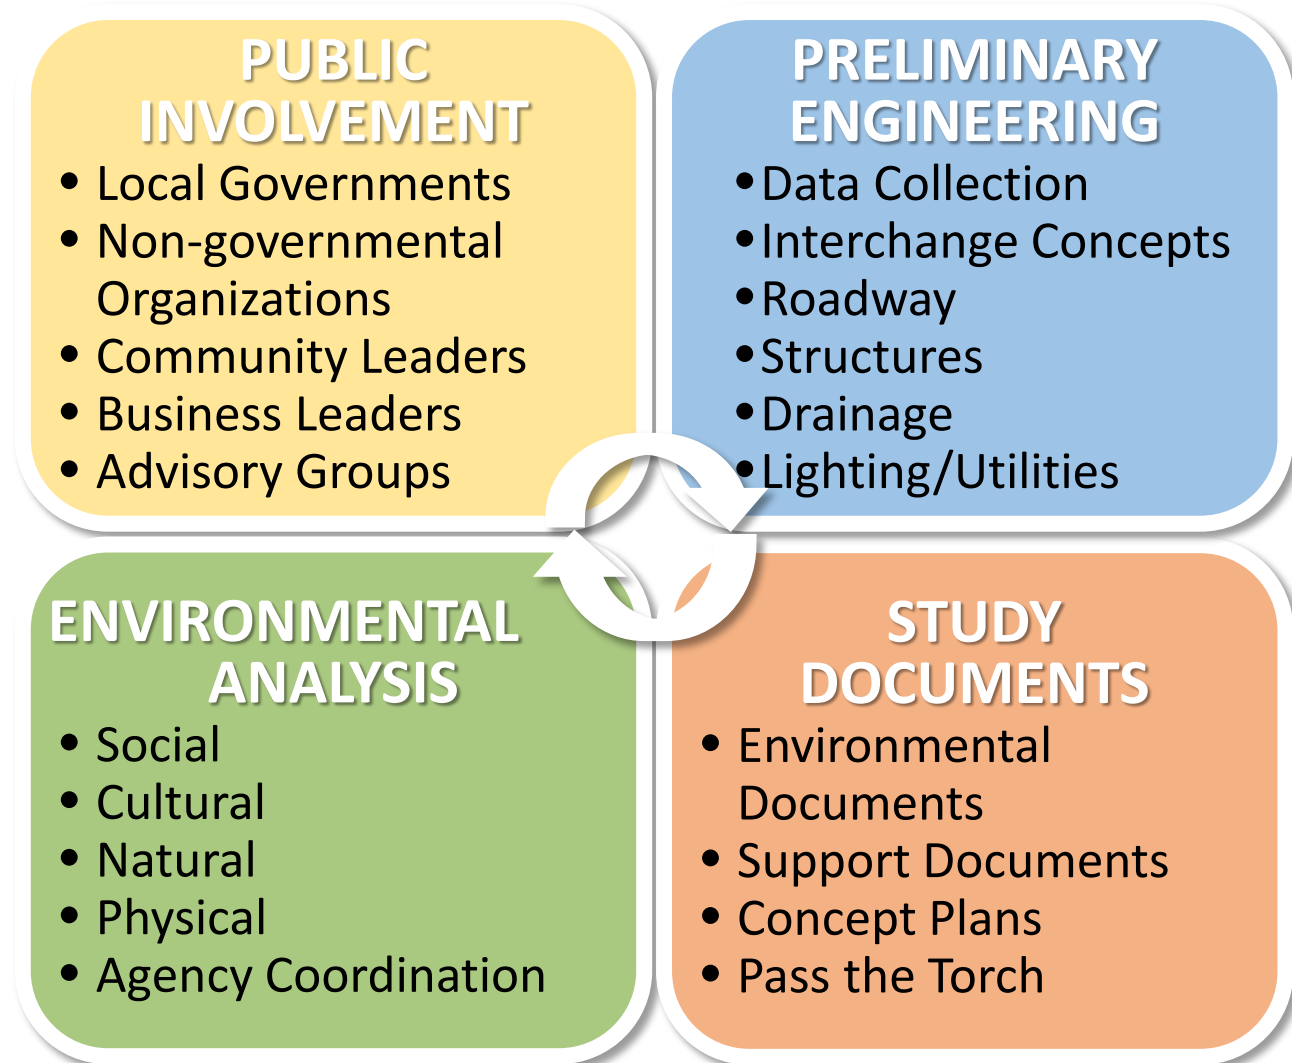 PUBLIC
INVOLVEMENT
• Local Governments
• Non-governmental
Organizations
• Community Leaders
• Business Leaders
• Advisory Groups
PRELIMINARY
ENGINEERING
•Data Collection
•Interchange Concepts
•Roadway
•Structures
•Drainage
•Lighting/Utilities
ENVIRONMENTAL
ANALYSIS
• Social
• Cultural
• Natural
• Physical
• Agency Coordination
STUDY
DOCUMENTS
• Environmental
Documents
• Support Documents
• Concept Plans
• Pass the Torch